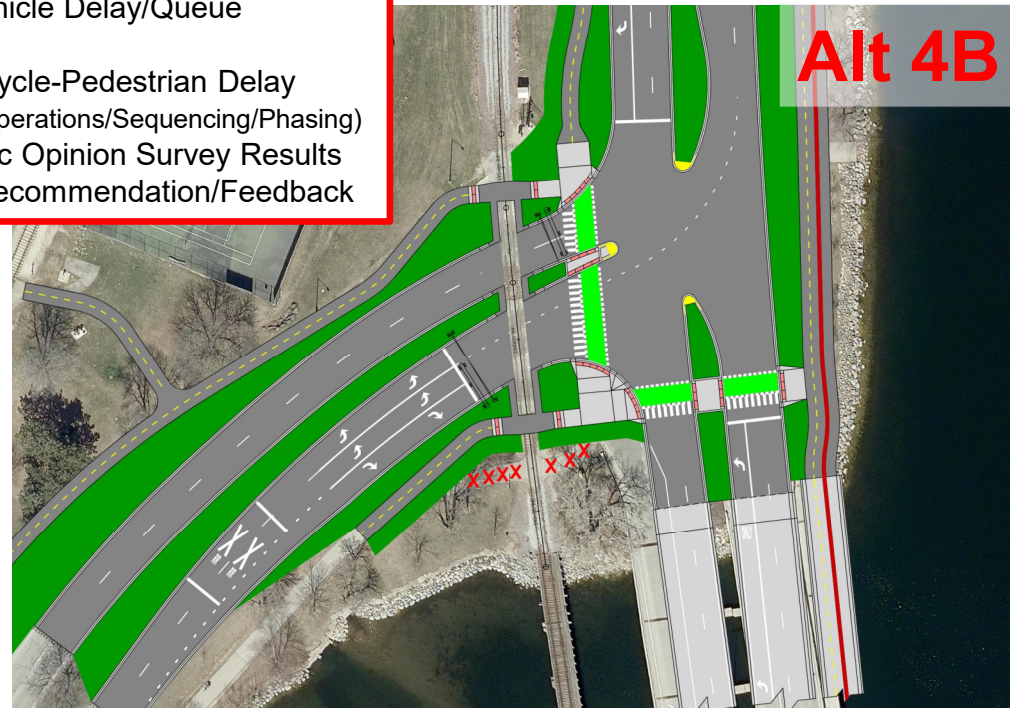 hicle Delay/Queue
ycle-Pedestrian Delay
perations/Sequencing/Phasing)
c Opinion Survey Results
ecommendation/Feedback
Alt 4B
X X X X X X X